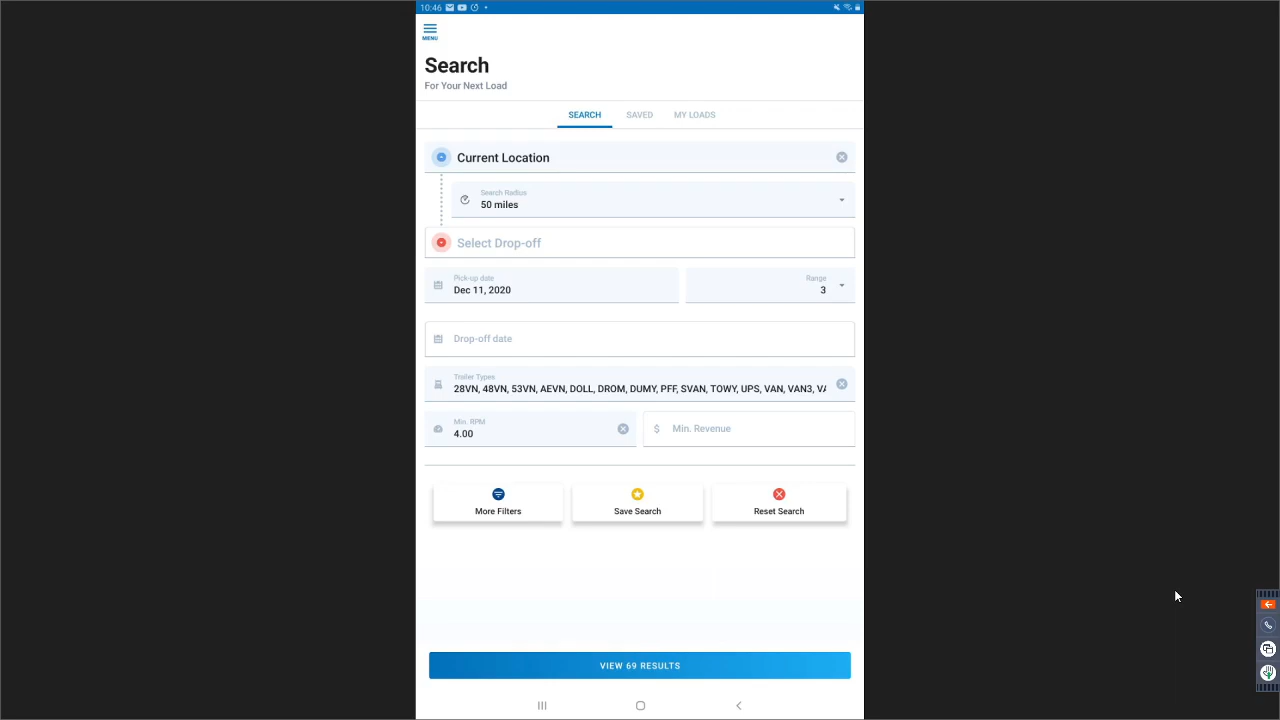 10:46
MENU
Search
For Your Next Load
SEARCH SAVED MY LOADS
Current Location
Search Radius
50 miles
Select Drop-off
Pick-up date
Dec 11, 2020
Range
3
Drop-off date
Trailer Types
28VN, 48VN, 53VN, AEVN, DOLL, DROM, DUMY, PFF, SVAN, TOWY, UPS, VAN, VAN3,
Min. RPM
4.00
$ Min. Revenue
More Filters Save Search Reset Search
VIEW 69 RESULTS